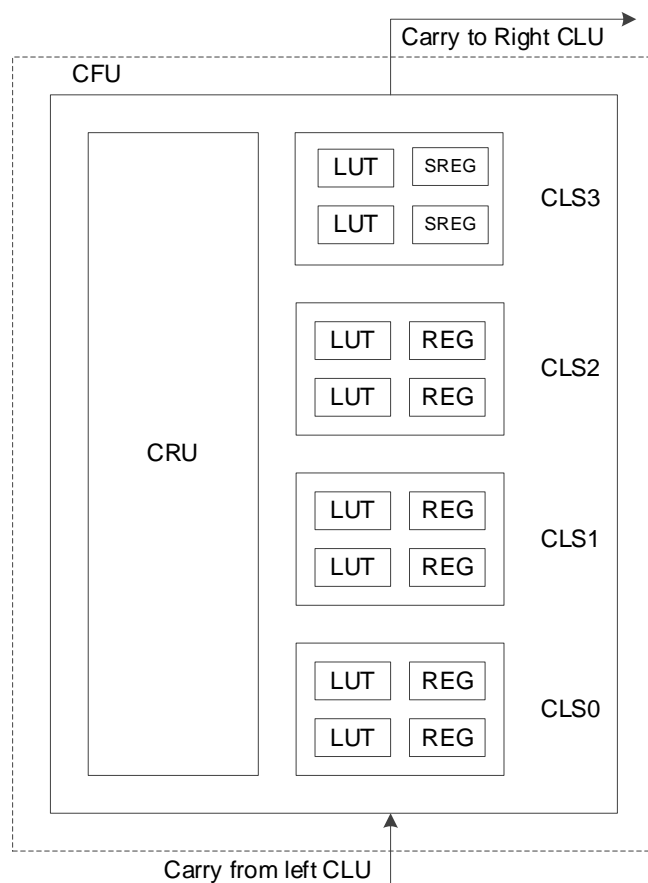 Carry to Right CLU
CFU
LUT SREG
CLS3
LUT SREG
LUT REG
CLS2
LUT REG
CRU
LUT REG
CLS1
LUT REG
LUT REG
CLS0
LUT REG
Carry from left CLU